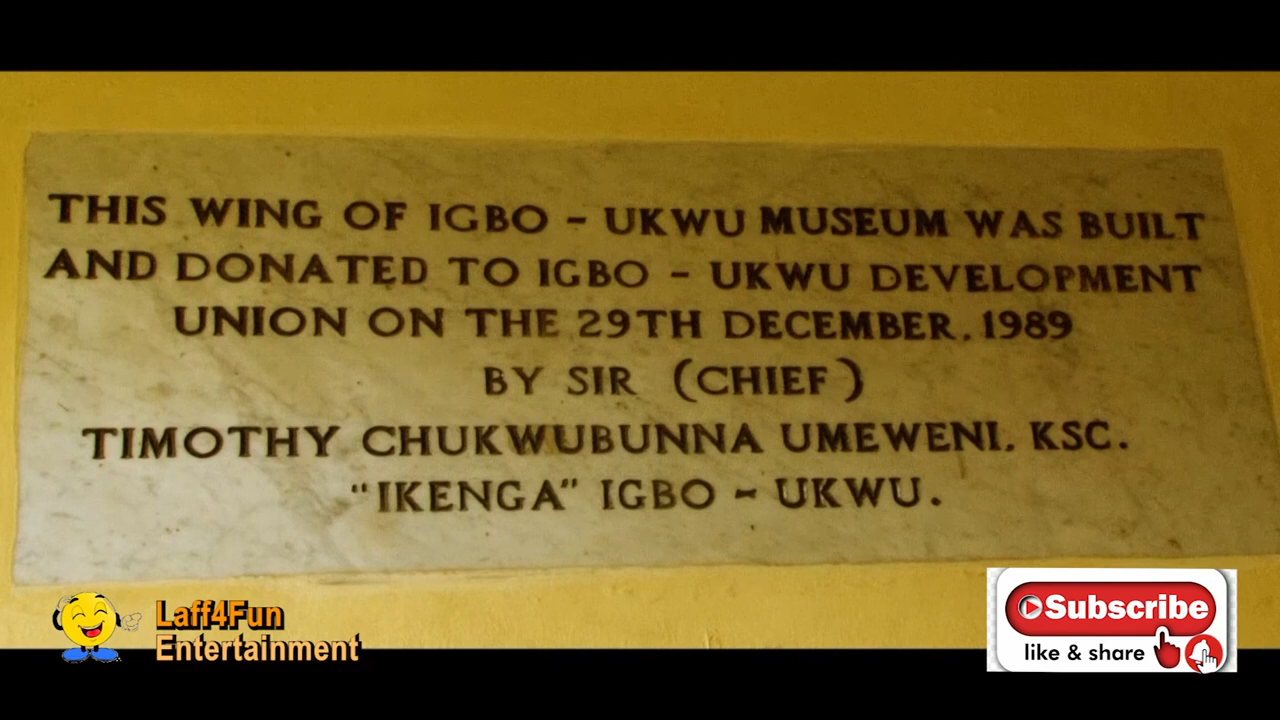 THIS WING OF IGBO - UKWU MUSEUM WAS BUILT
AND DONATED TO IGBO - UKWU DEVELOPMENT
UNION ON THE 29TH DECEMBER, 1989
BY SIR (CHIEF)
TIMOTHY CHUKWUBUNNA UMEWENI, KSC.
"IKENGA" IGBO - UKWU.
Laff4Fun
Entertainment
Subscribe
like & share